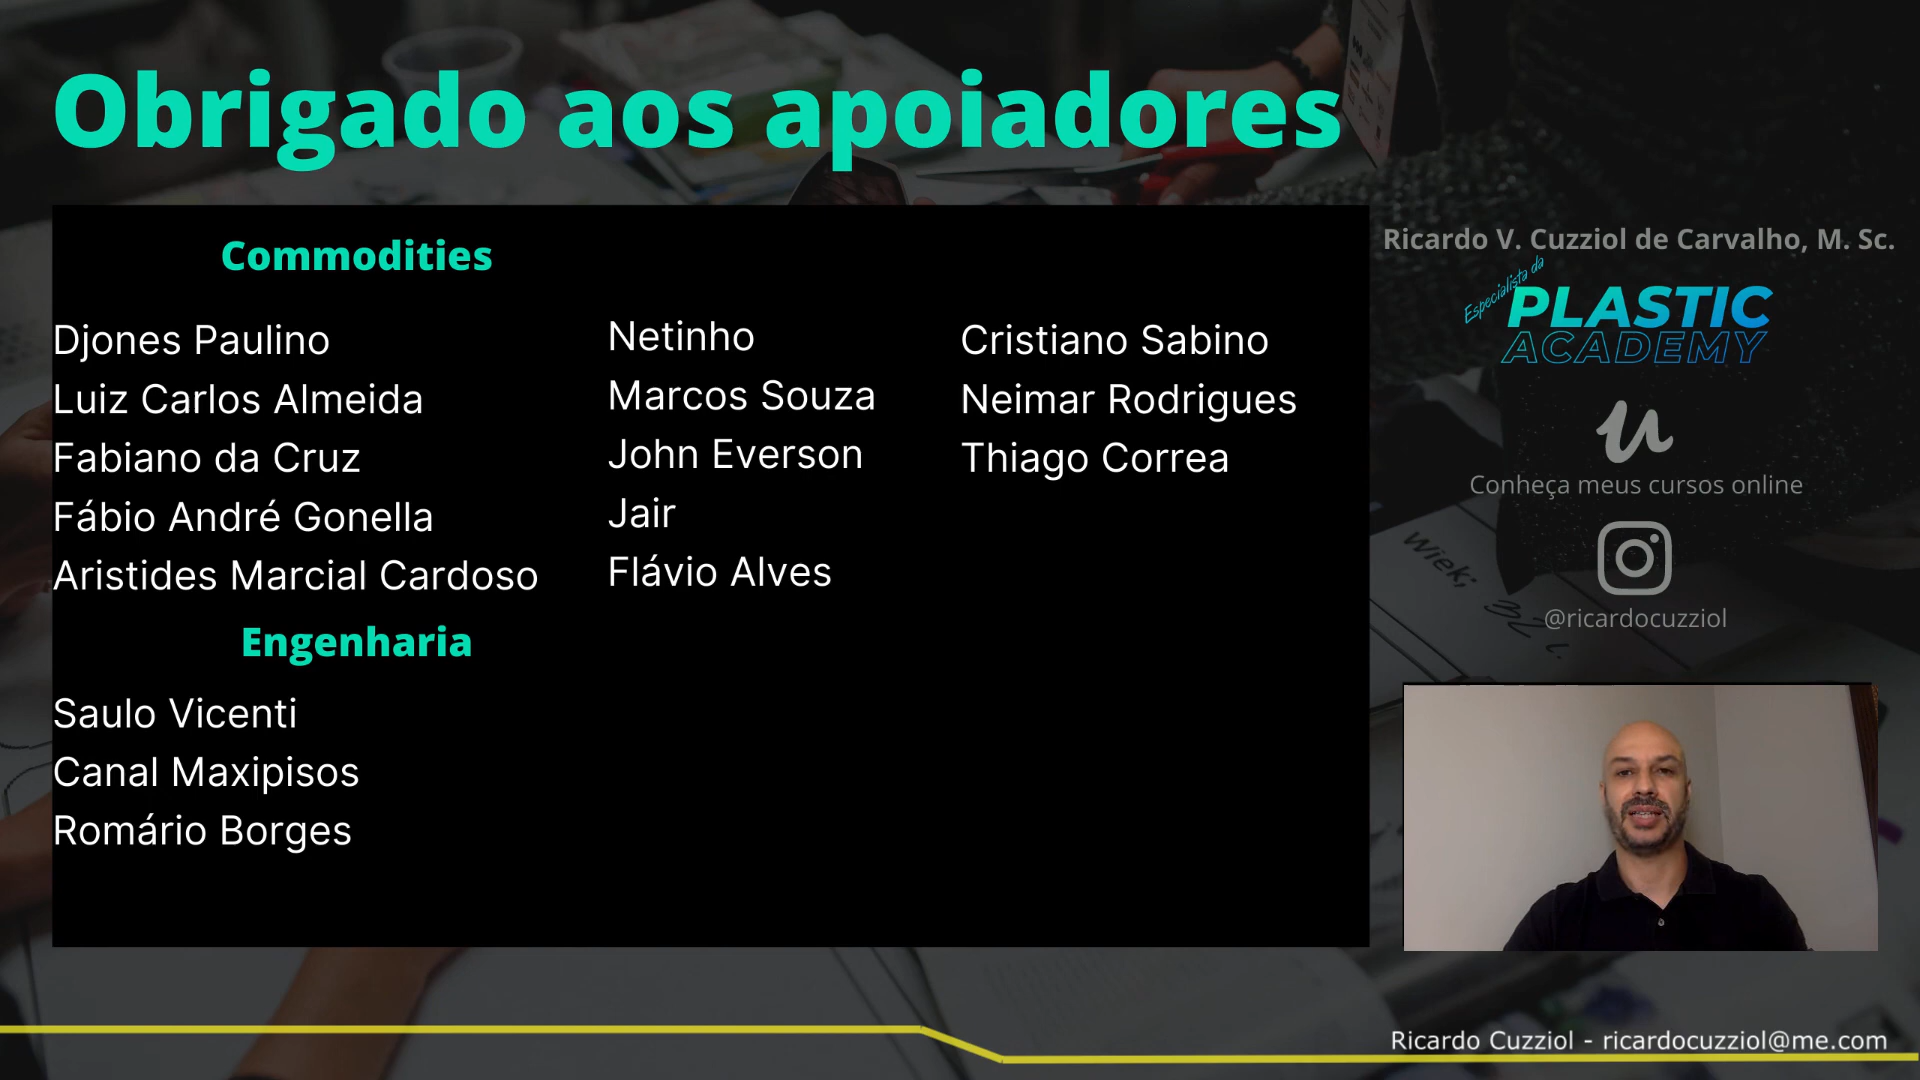 Obrigado aos apoiadores
Commodities
Djones Paulino
Luiz Carlos Almeida
Fabiano da Cruz
Fábio André Gonella
Aristides Marcial Cardoso
Netinho
Marcos Souza
John Everson
Jair
Flávio Alves
Cristiano Sabino
Neimar Rodrigues
Thiago Correa
Engenharia
Saulo Vicenti
Canal Maxipisos
Romário Borges
Ricardo V. Cuzziol de Carvalho, M. Sc.
Especialista da
PLASTIC
ACADEMY
Conheça meus cursos online
@ricardocuzziol
Wiek;
Ricardo Cuzziol - ricardocuzziol@me.com